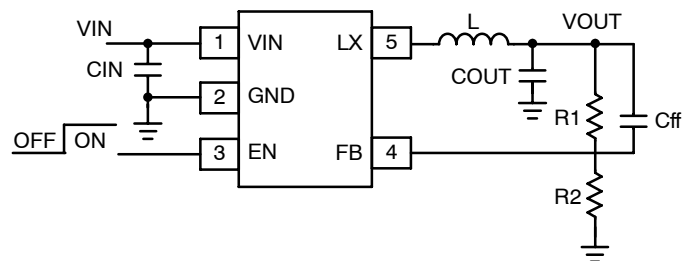 VIN
CIN
1
VIN
LX
5
L
VOUT
COUT
2
GND
R1
Cff
OFF
ON
3
EN
FB
4
R2